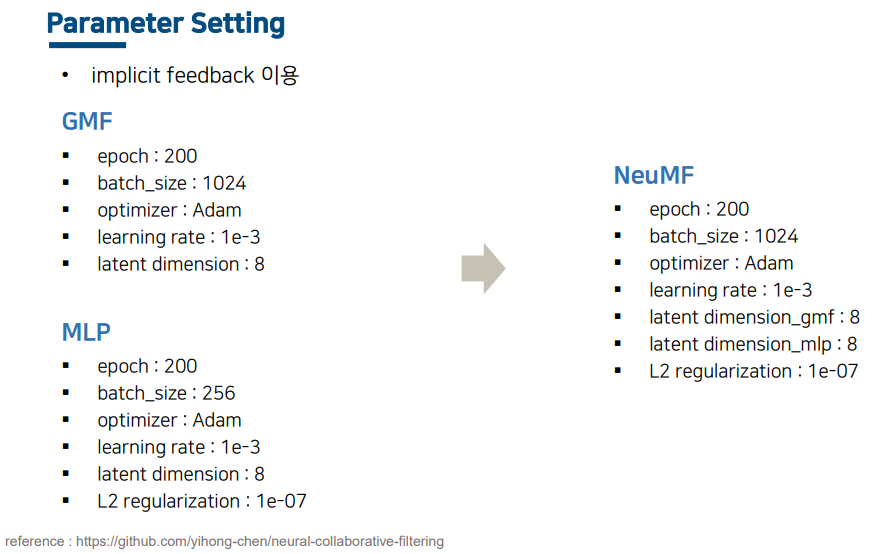 Parameter Setting
• implicit feedback 이용
GMF
▪ epoch : 200
▪ batch_size : 1024
▪ optimizer : Adam
▪ learning rate : 1e-3
▪ latent dimension : 8
MLP
▪ epoch : 200
▪ batch_size : 256
▪ optimizer : Adam
▪ learning rate : 1e-3
▪ latent dimension : 8
▪ L2 regularization : 1e-07
NeuMF
▪ epoch : 200
▪ batch_size : 1024
▪ optimizer : Adam
▪ learning rate : 1e-3
▪ latent dimension_gmf : 8
▪ latent dimension_mlp : 8
▪ L2 regularization : 1e-07
reference : https://github.com/yihong-chen/neural-collaborative-filtering